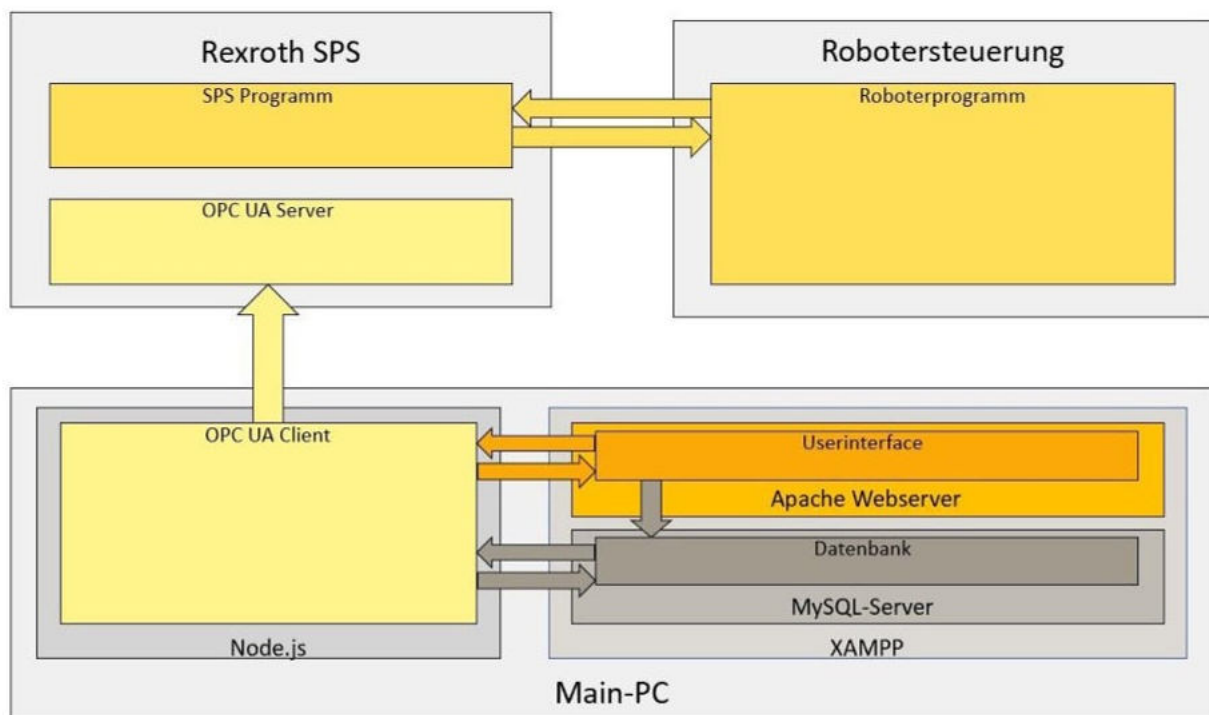 Rexroth SPS
SPS Programm
OPC UA Server
Robotersteuerung
Roboterprogramm
OPC UA Client
Node.js
Userinterface
Apache Webserver
Datenbank
MySQL-Server
XAMPP
Main-PC